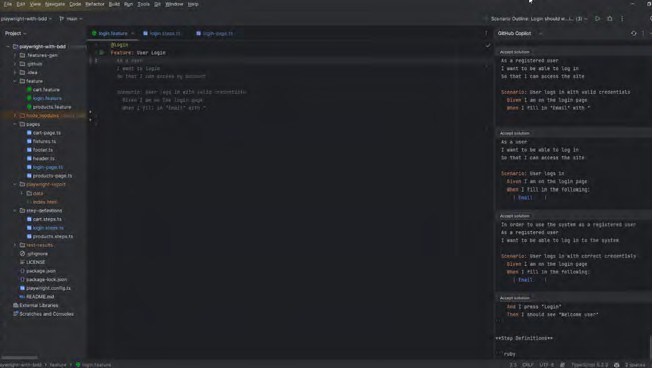 File Edit View Navigate Code Refactor Build Run Tools Git Window Help
playwright-with-bdd main
Scenario Outline: Login should w...
Project
login.feature
login.steps.ts
login-page.ts
GitHub Copilot
playwright-with-bdd
features-gen
.github
.idea
feature
cart.feature
login.feature
products.feature
node_modules
pages
cart-page.ts
fixtures.ts
footer.ts
header.ts
login-page.ts
products-page.ts
playwright-report
data
index.html
step-definitions
cart.steps.ts
login.steps.ts
products.steps.ts
test-results
.gitignore
LICENSE
package.json
package-lock.json
playwright.config.ts
README.md
External Libraries
Scratches and Consoles
@Login
Feature: User Login
As a user
I want to login
So that I can access my account
Scenario: User logs in with valid credentials
Given I am on the login page
When I fill in "Email" with "
Accept solution
As a registered user
I want to be able to log in
So that I can access the site
Scenario: User logs in with valid credentials
Given I am on the login page
When I fill in "Email" with "
Accept solution
As a user
I want to be able to log in
So that I can access the site
Scenario: User logs in
Given I am on the login page
When I fill in the following:
| Email |
Accept solution
In order to use the system as a registered user
As a registered user
I want to be able to log in to the system
Scenario: User logs in with correct credentials
Given I am on the login page
When I fill in the following:
| Email |
Accept solution
And I press "Login"
Then I should see "Welcome user"
**Step Definitions**
```ruby
playwright-with-bdd > feature > login.feature
CRLF UTF-8
TypeScript 5.2.2
2 spaces